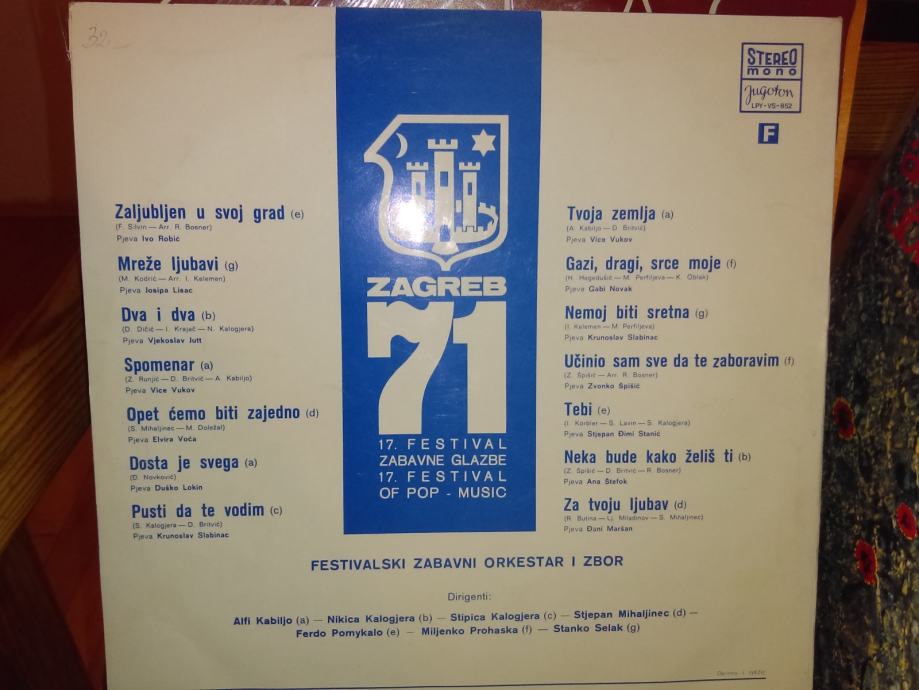 32.-
STEREO
mono
Jugoton
LPY-VS-852
F
Zaljubljen u svoj grad (e)
(F. Silvin — Arr. R. Bosner)
Pjeva Ivo Robić
Mreže ljubavi (g)
(M. Kodrić — Arr. I. Kelemen)
Pjeva Josipa Lisac
Dva i dva (b)
(D. Dičić — I. Krajač — N. Kalogjera)
Pjeva Vjekoslav Jutt
Spomenar (a)
(Z. Runjić — D. Britvić — A. Kabiljo)
Pjeva Vice Vukov
Opet ćemo biti zajedno (d)
(S. Mihaljinec — M. Doležal)
Pjeva Elvira Voća
Dosta je svega (a)
(Đ. Novković)
Pjeva Duško Lokin
Pusti da te vodim (c)
(S. Kalogjera — D. Britvić)
Pjeva Krunoslav Slabinac
ZAGREB
71
17. FESTIVAL
ZABAVNE GLAZBE
17. FESTIVAL
OF POP - MUSIC
Tvoja zemlja (a)
(A. Kabiljo — D. Britvić)
Pjeva Vice Vukov
Gazi, dragi, srce moje (f)
(H. Hegedušić — M. Perfiljeva — K. Oblak)
Pjeva Gabi Novak
Nemoj biti sretna (g)
(I. Kelemen — M. Perfiljeva)
Pjeva Krunoslav Slabinac
Učinio sam sve da te zaboravim (f)
(Z. Špišić — Arr. R. Bosner)
Pjeva Zvonko Špišić
Tebi (e)
(I. Körbler — S. Lavin — S. Kalogjera)
Pjeva Stjepan Đimi Stanić
Neka bude kako želiš ti (b)
(Z. Špišić — D. Britvić — R. Bosner)
Pjeva Ana Štefok
Za tvoju ljubav (d)
(R. Butina — Lj. Miladinov — S. Mihaljinec)
Pjeva Đani Maršan
FESTIVALSKI ZABAVNI ORKESTAR I ZBOR
Dirigenti:
Alfi Kabiljo (a) — Nikica Kalogjera (b) — Stipica Kalogjera (c) — Stjepan Mihaljinec (d) —
Ferdo Pomykalo (e) — Miljenko Prohaska (f) — Stanko Selak (g)